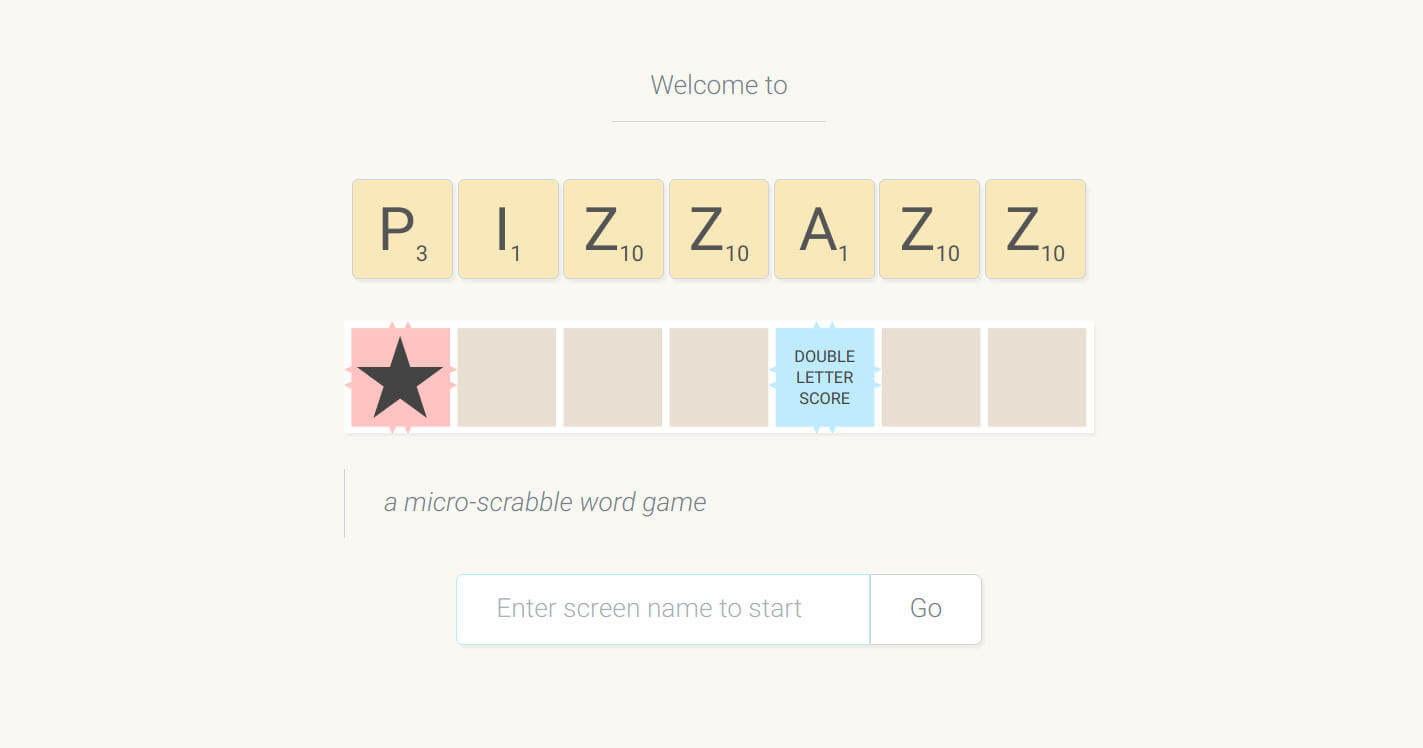 Welcome to
P3 I1 Z10 Z10 A1 Z10 Z10
DOUBLE
LETTER
SCORE
a micro-scrabble word game
Enter screen name to start Go